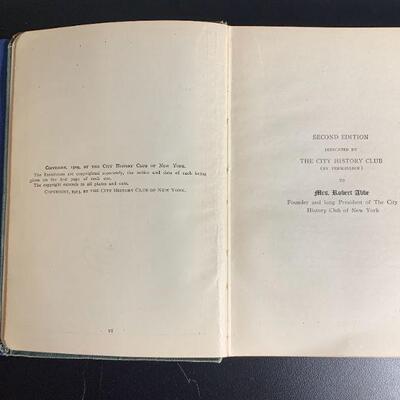 Copyright, 1909, by the City History Club of New York.
The Excursions are copyrighted separately, the notice and date of each being
given on the first page of each one.
The copyright extends to all plates and cuts.
Copyright, 1913, by THE CITY HISTORY CLUB OF NEW YORK.
vi
SECOND EDITION
DEDICATED BY
THE CITY HISTORY CLUB
(BY PERMISSION)
TO
Mrs. Robert Abbe
Founder and long President of The City
History Club of New York